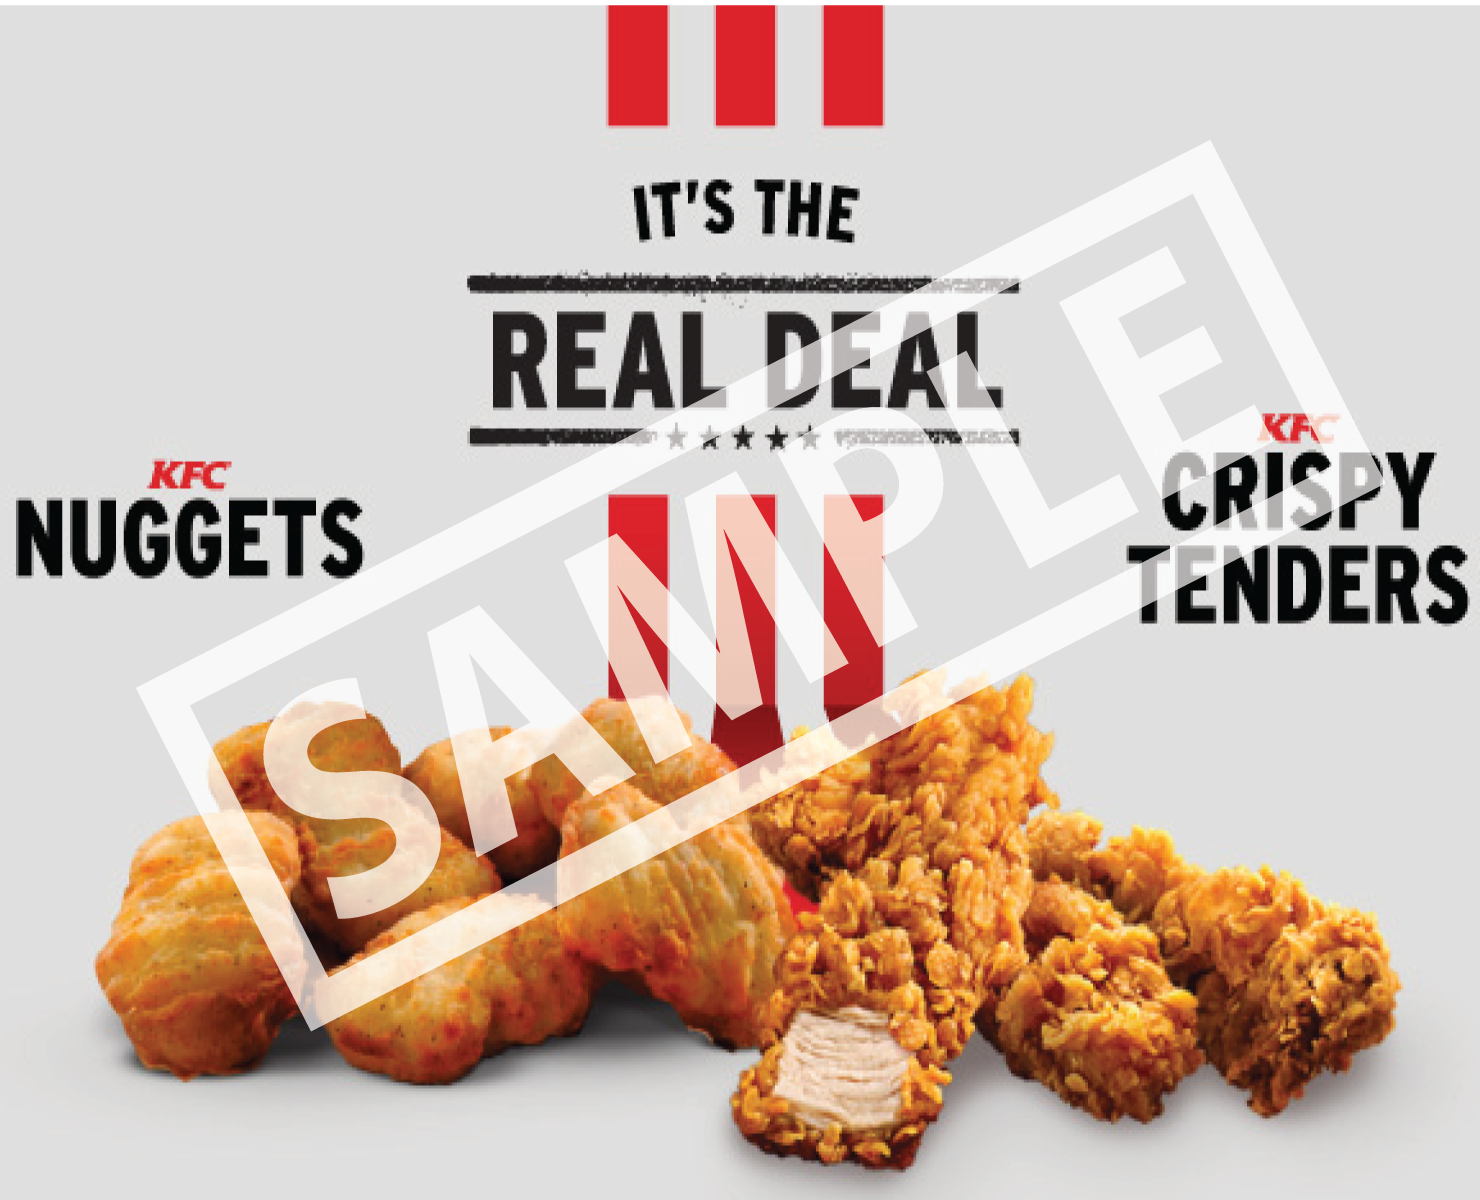 IT'S THE
REAL DEAL
KFC
NUGGETS
KFC
CRISPY
TENDERS
SAMPLE